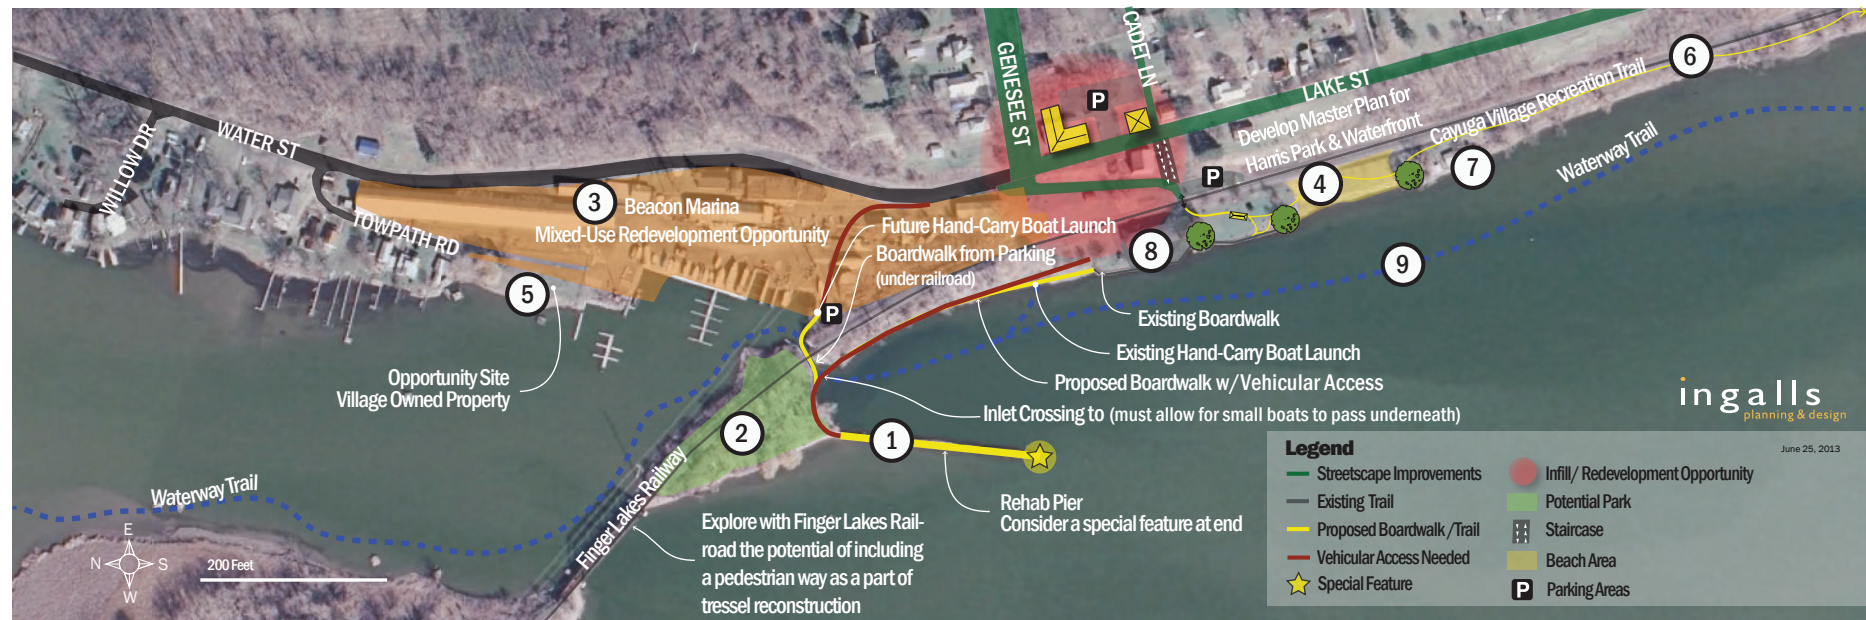 GENESEE ST
CADET LN
P
LAKE ST
Develop Master Plan for
Harris Park & Waterfront
Cayuga Village Recreation Trail
6
WILLOW DR
WATER ST
TOWPATH RD
3
Beacon Marina
Mixed-Use Redevelopment Opportunity
P
4
7
Waterway Trail
Future Hand-Carry Boat Launch
Boardwalk from Parking
(under railroad)
8
9
5
P
Existing Boardwalk
Existing Hand-Carry Boat Launch
Proposed Boardwalk w/Vehicular Access
Inlet Crossing to (must allow for small boats to pass underneath)
Opportunity Site
Village Owned Property
2
1
Finger Lakes Railway
Waterway Trail
Rehab Pier
Consider a special feature at end
Explore with Finger Lakes Rail-
road the potential of including
a pedestrian way as a part of
tressel reconstruction
E
N
S
W
200 Feet
ingalls
planning & design
Legend
June 25, 2013
Streetscape Improvements
Existing Trail
Proposed Boardwalk /Trail
Vehicular Access Needed
Special Feature
Infill/ Redevelopment Opportunity
Potential Park
Staircase
Beach Area
P
Parking Areas